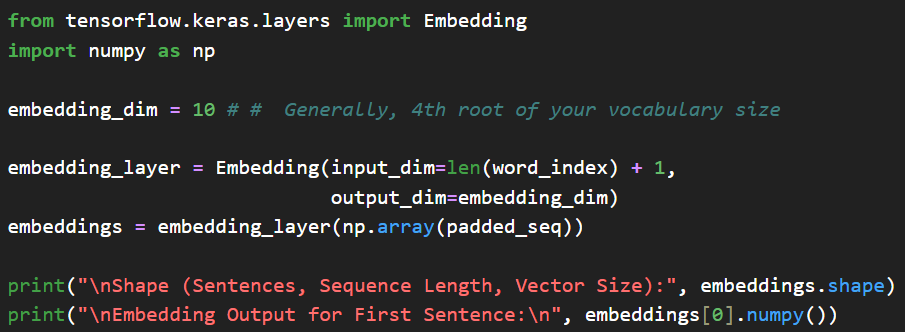 from tensorflow.keras.layers import Embedding
import numpy as np
embedding_dim = 10 # #  Generally, 4th root of your vocabulary size
embedding_layer = Embedding(input_dim=len(word_index) + 1,
                            output_dim=embedding_dim)
embeddings = embedding_layer(np.array(padded_seq))
print("\nShape (Sentences, Sequence Length, Vector Size):", embeddings.shape)
print("\nEmbedding Output for First Sentence:\n", embeddings[0].numpy())